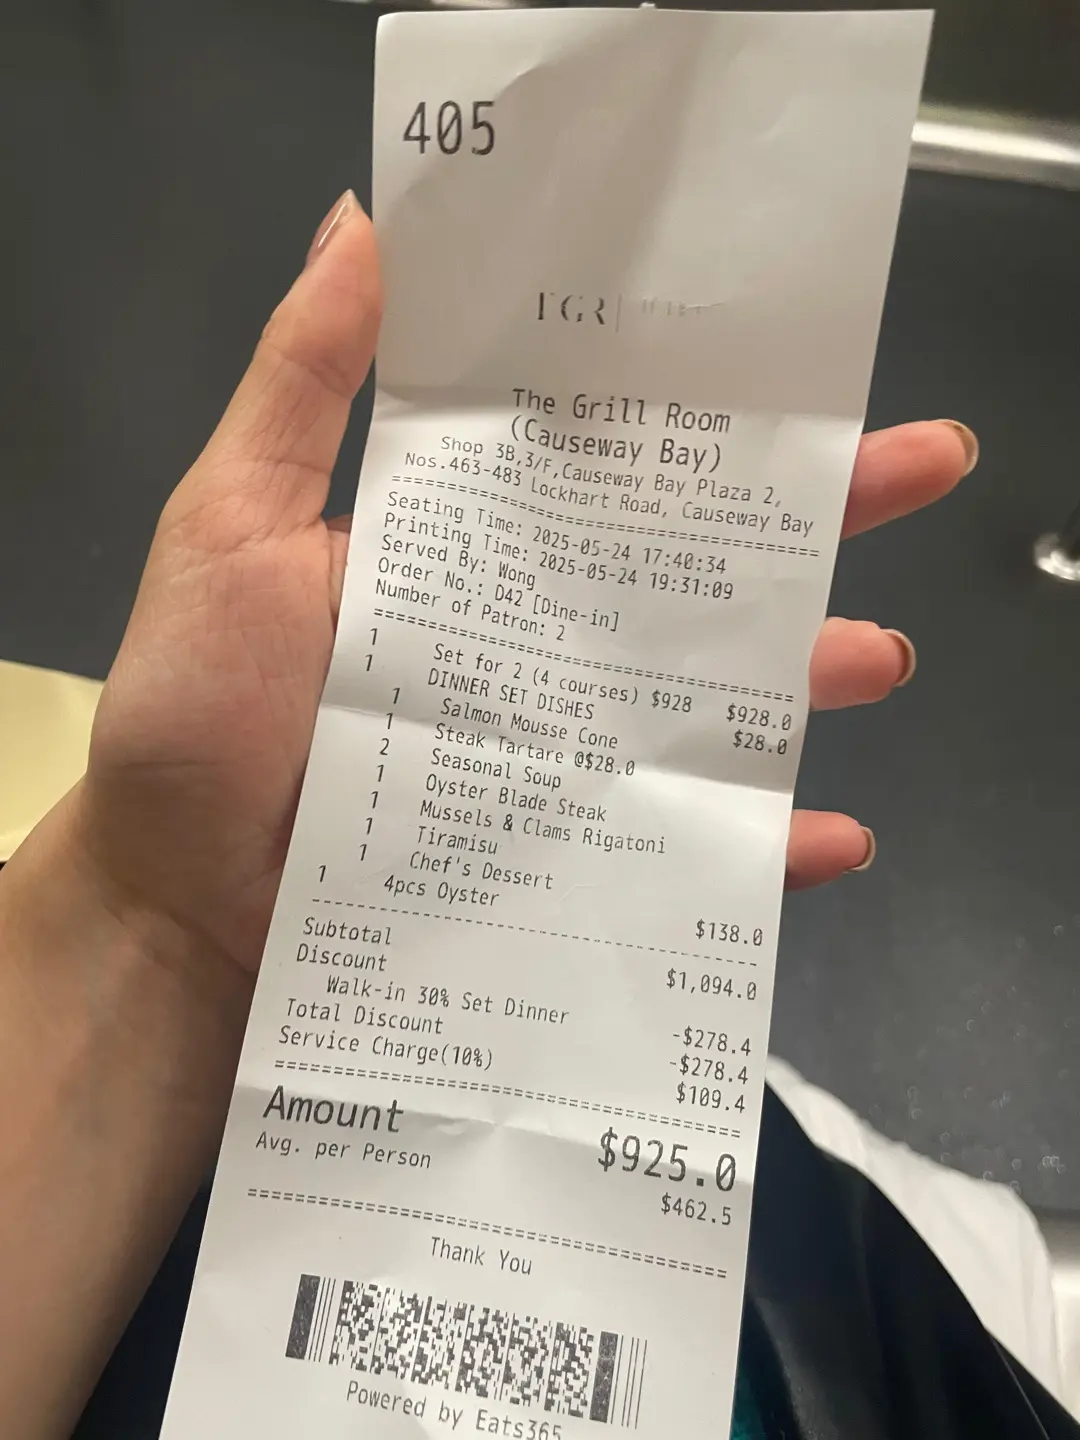 405
TGR
The Grill Room
(Causeway Bay)
Shop 3B,3/F,Causeway Bay Plaza 2,
Nos.463-483 Lockhart Road, Causeway Bay
========================================
Seating Time: 2025-05-24 17:40:34
Printing Time: 2025-05-24 19:31:09
Served By: Wong
Order No.: D42 [Dine-in]
Number of Patron: 2
========================================
1 Set for 2 (4 courses) $928 $928.0
1 DINNER SET DISHES $28.0
1 Salmon Mousse Cone
1 Steak Tartare @$28.0
2 Seasonal Soup
1 Oyster Blade Steak
1 Mussels & Clams Rigatoni
1 Tiramisu
1 Chef's Dessert
1 4pcs Oyster $138.0
----------------------------------------
Subtotal $1,094.0
Discount
Walk-in 30% Set Dinner -$278.4
Total Discount -$278.4
Service Charge(10%) $109.4
========================================
Amount $925.0
Avg. per Person $462.5
========================================
Thank You
Powered by Eats365